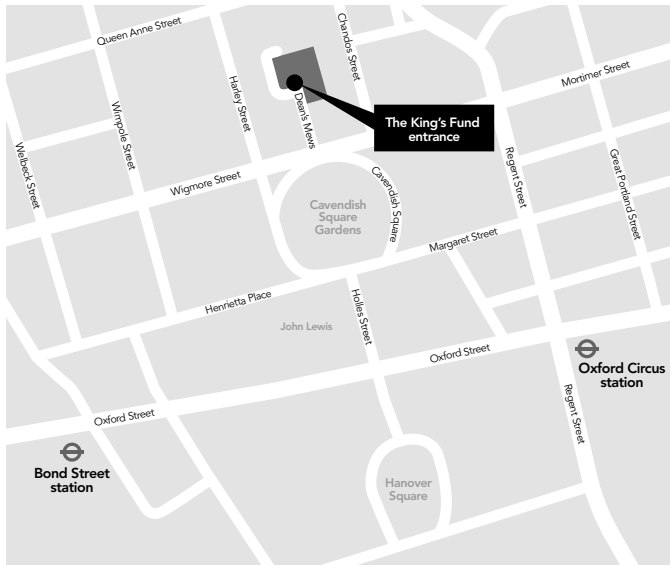 Queen Anne Street
Chandos Street
Harley Street
Mortimer Street
Wimpole Street
Dean's Mews
The King's Fund
entrance
Welbeck Street
Regent Street
Great Portland Street
Wigmore Street
Cavendish Square
Cavendish
Square
Gardens
Margaret Street
Henrietta Place
Holles Street
John Lewis
Oxford Street
Oxford Circus
station
Regent Street
Oxford Street
Bond Street
station
Hanover
Square